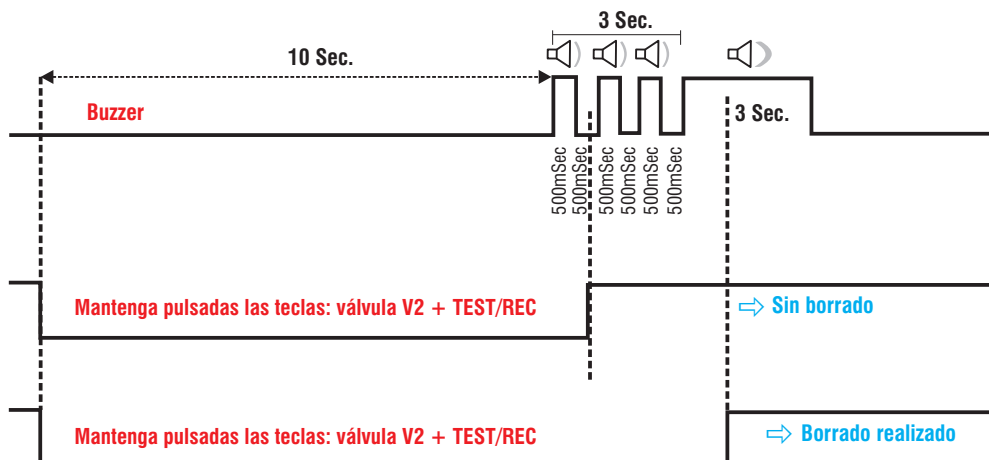 3 Sec.
10 Sec.
Buzzer
3 Sec.
500mSec
500mSec
500mSec
500mSec
500mSec
500mSec
Mantenga pulsadas las teclas: válvula V2 + TEST/REC
Sin borrado
Mantenga pulsadas las teclas: válvula V2 + TEST/REC
Borrado realizado